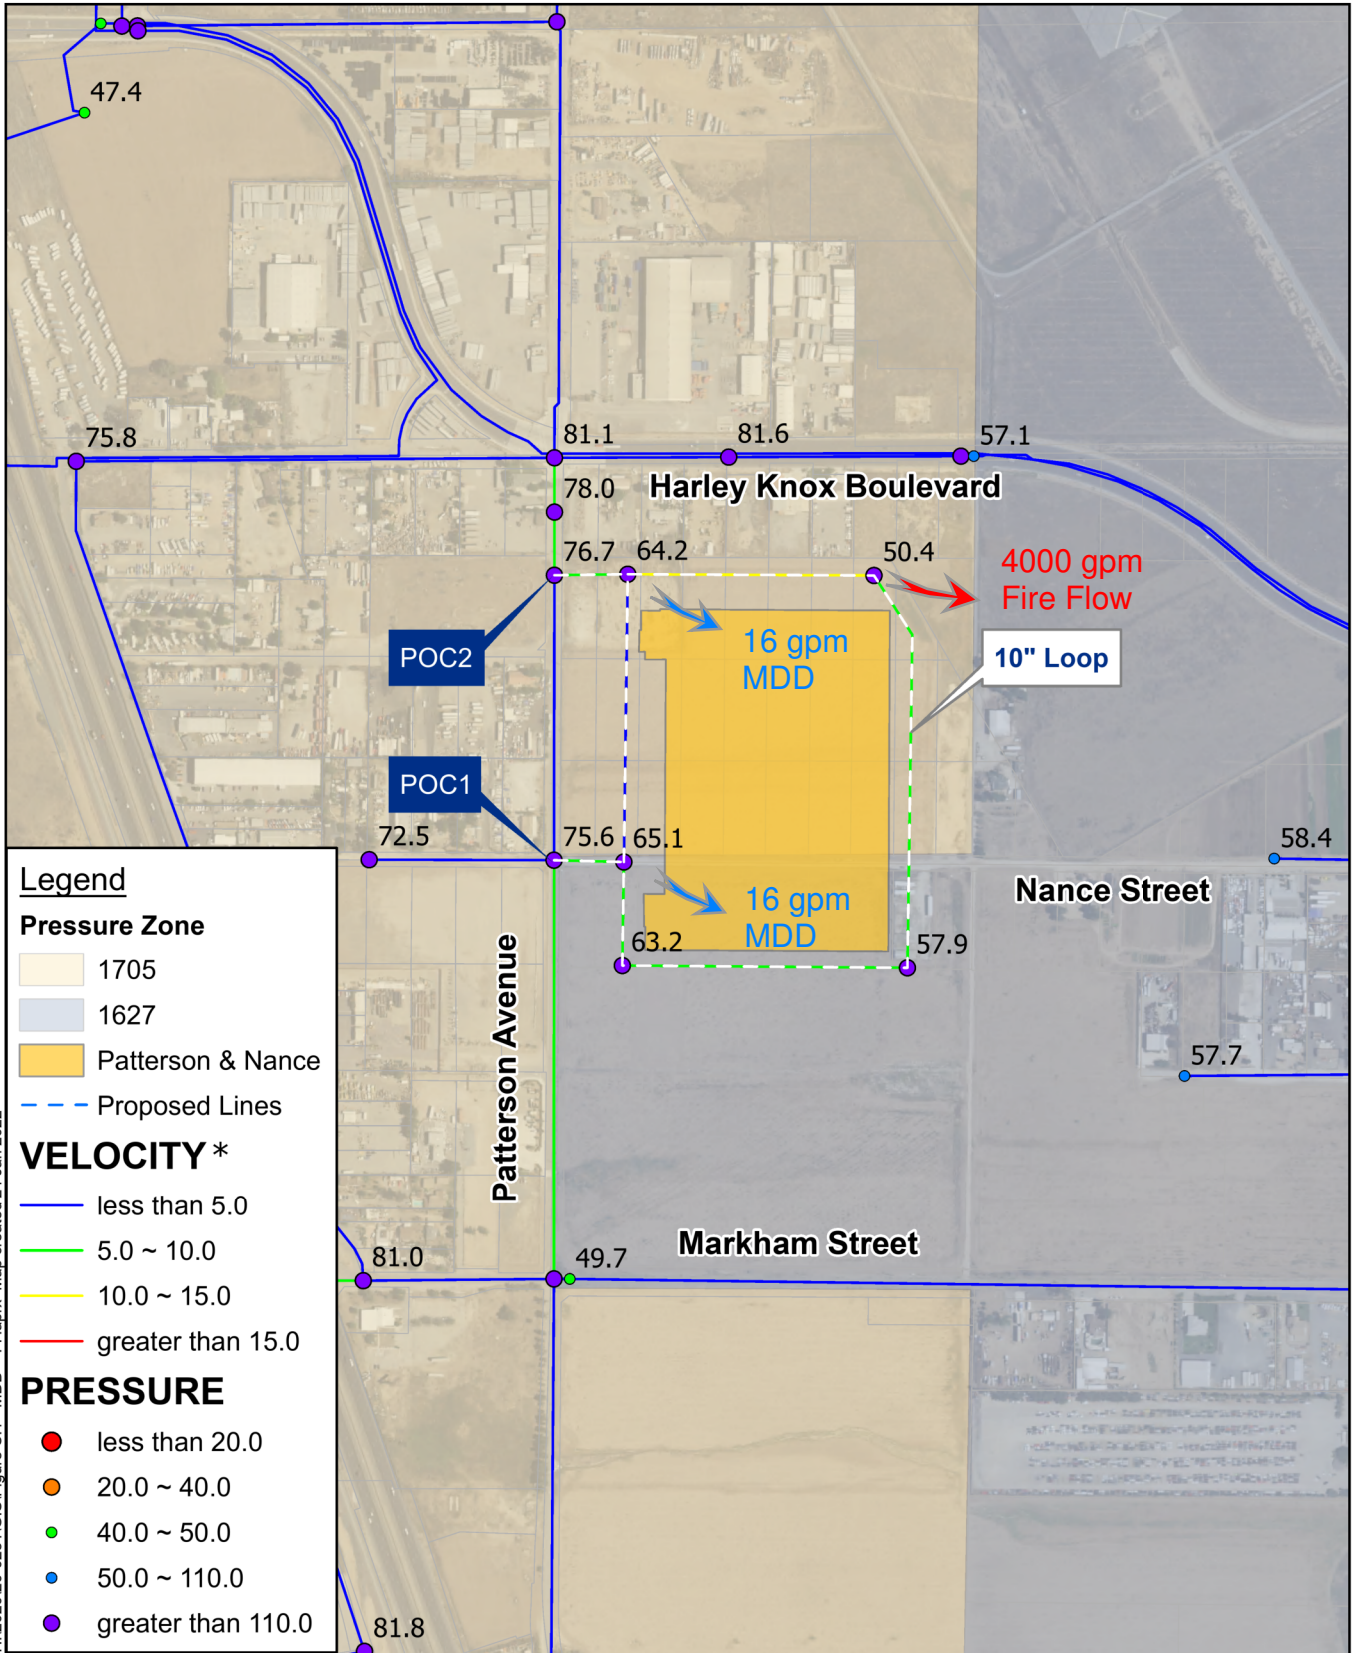 47.4
75.8
81.1
81.6
57.1
Harley Knox Boulevard
78.0
76.7
64.2
50.4
4000 gpm
Fire Flow
POC2
16 gpm
MDD
10" Loop
POC1
72.5
75.6
65.1
58.4
Nance Street
16 gpm
MDD
63.2
57.9
Patterson Avenue
57.7
Markham Street
81.0
49.7
81.8
Legend
Pressure Zone
1705
1627
Patterson & Nance
Proposed Lines
VELOCITY*
less than 5.0
5.0 ~ 10.0
10.0 ~ 15.0
greater than 15.0
PRESSURE
less than 20.0
20.0 ~ 40.0
40.0 ~ 50.0
50.0 ~ 110.0
greater than 110.0